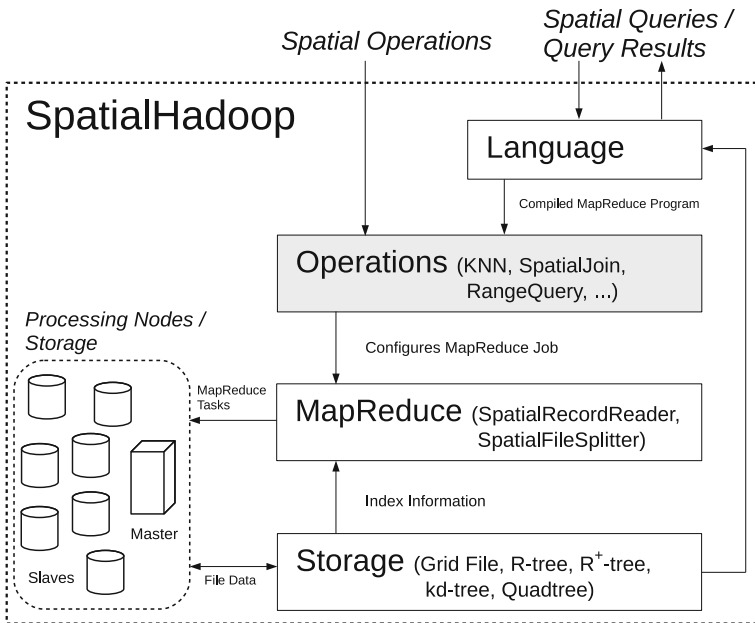 Spatial Operations
Spatial Queries /
Query Results
SpatialHadoop
Language
Compiled MapReduce Program
Operations (KNN, SpatialJoin,
RangeQuery, ...)
Processing Nodes /
Storage
Configures MapReduce Job
MapReduce
Tasks
MapReduce (SpatialRecordReader,
SpatialFileSplitter)
Index Information
Master
Slaves
File Data
Storage (Grid File, R-tree, R⁺-tree,
kd-tree, Quadtree)